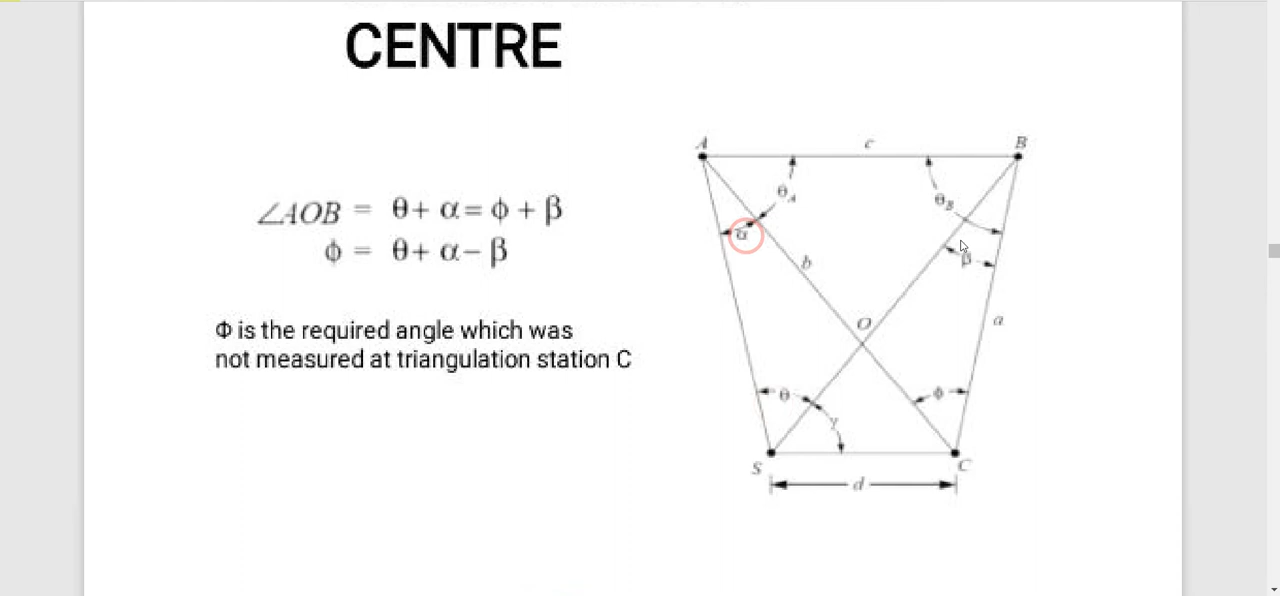 CENTRE
∠AOB = θ+ α= ϕ + β
ϕ = θ+ α− β
Φ is the required angle which was
not measured at triangulation station C
A
c
B
θA
θB
α
β
b
O
a
θ
ϕ
γ
S
C
d